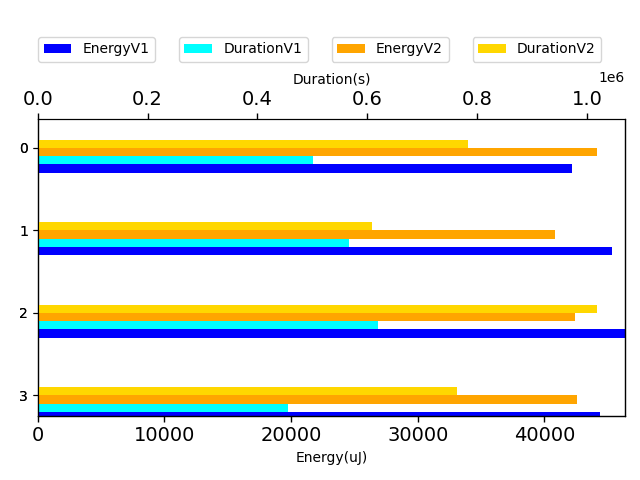 EnergyV1 DurationV1 EnergyV2 DurationV2
Duration(s)
1e6
0.0 0.2 0.4 0.6 0.8 1.0
0
1
2
3
0 10000 20000 30000 40000
Energy(uJ)